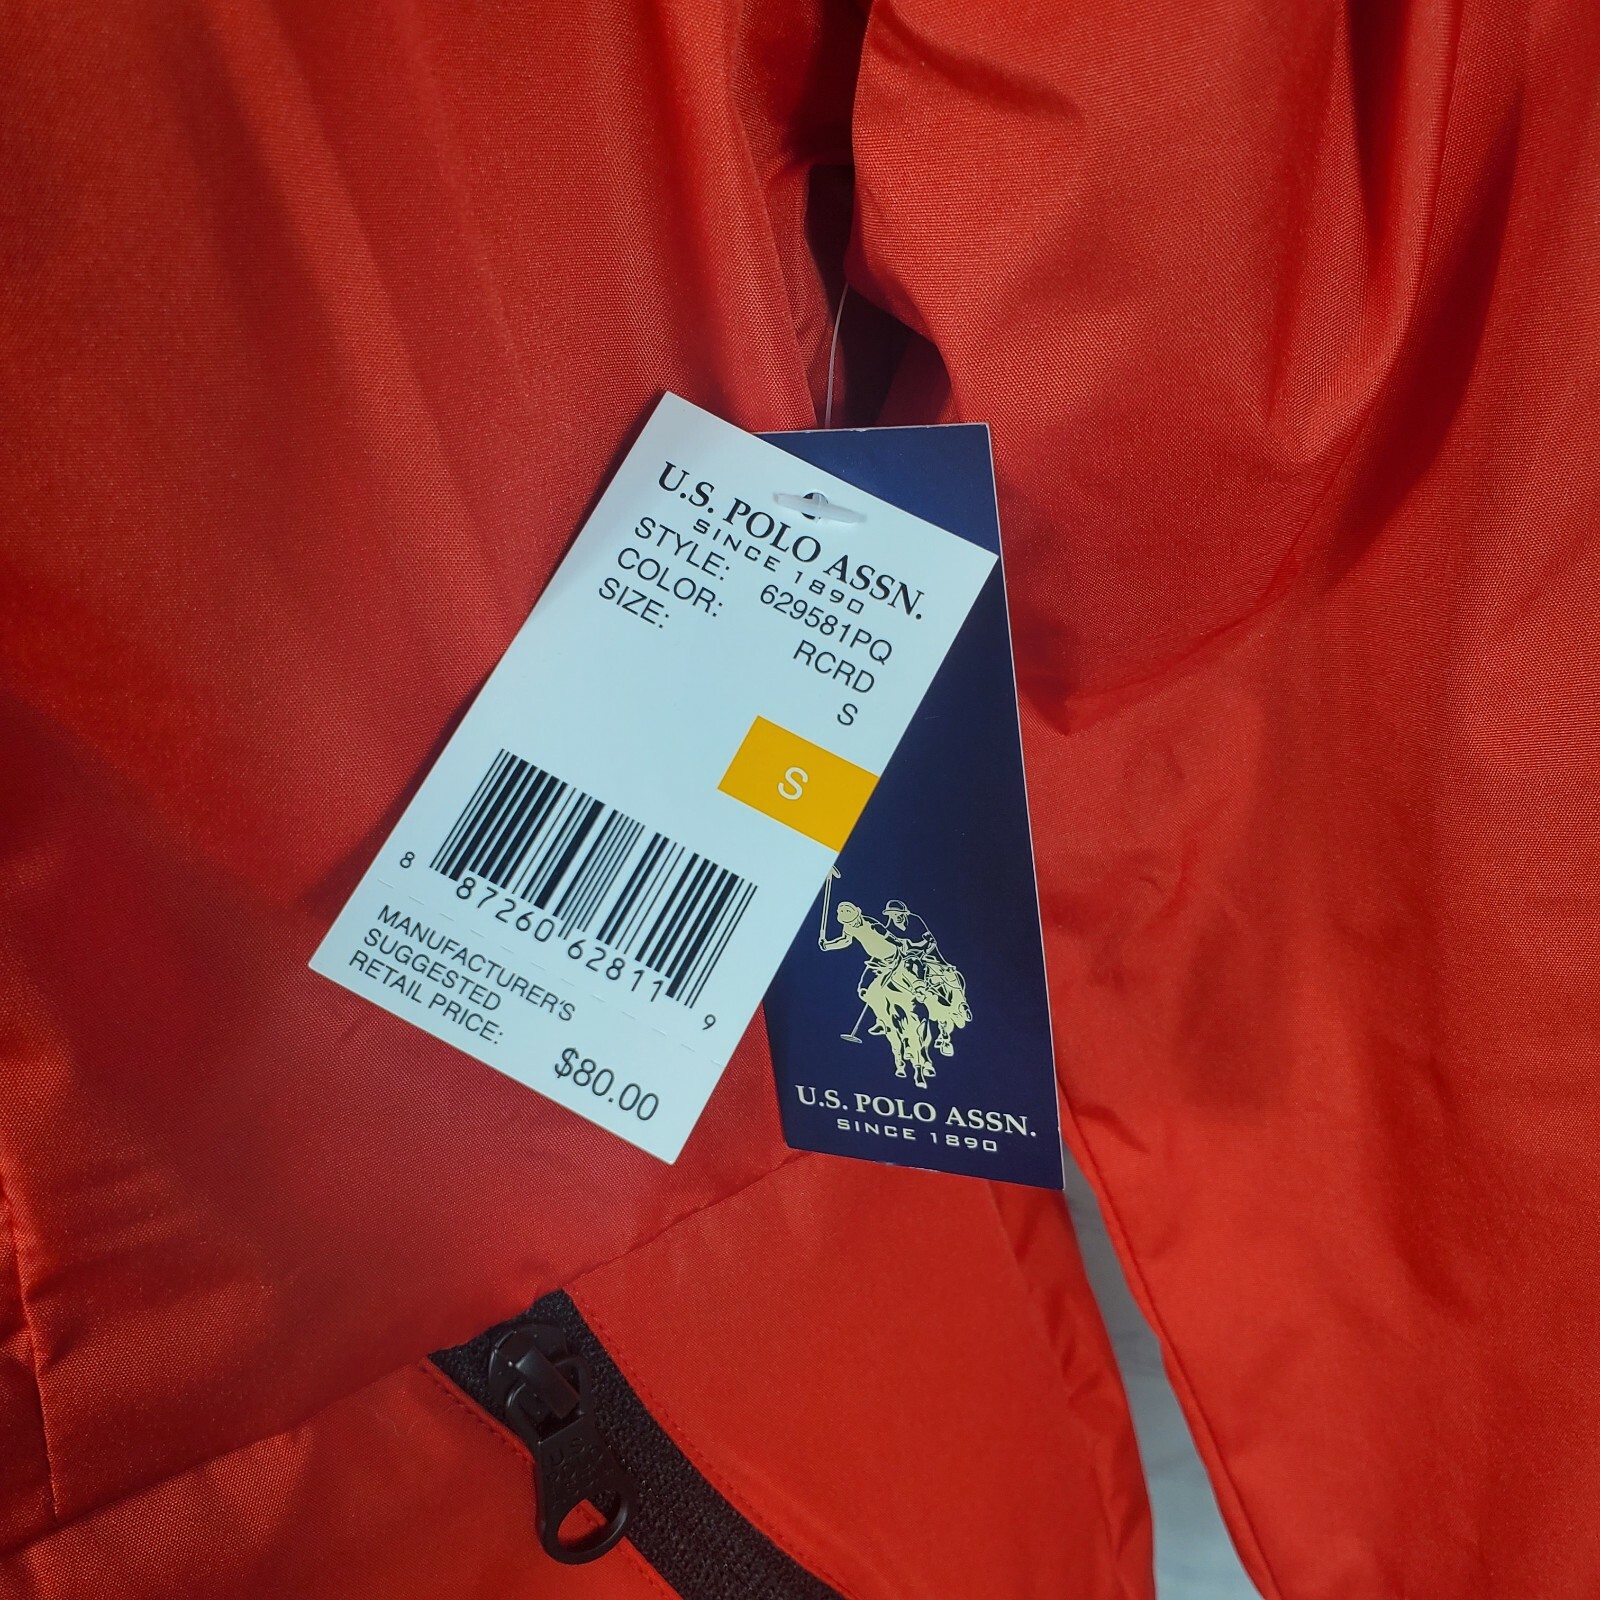 U.S. POLO ASSN.
SINCE 1890
STYLE: 629581PQ
COLOR: RCRD
SIZE: S
S
8 87260 62811 9
MANUFACTURER'S
SUGGESTED
RETAIL PRICE:
$80.00
U.S. POLO ASSN.
SINCE 1890